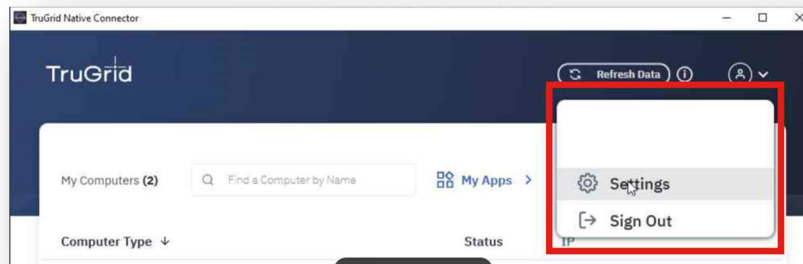 TruGrid Native Connector
TruGrid
Refresh Data
My Computers (2)
Find a Computer by Name
My Apps >
Settings
Sign Out
Computer Type ↓
Status
IP